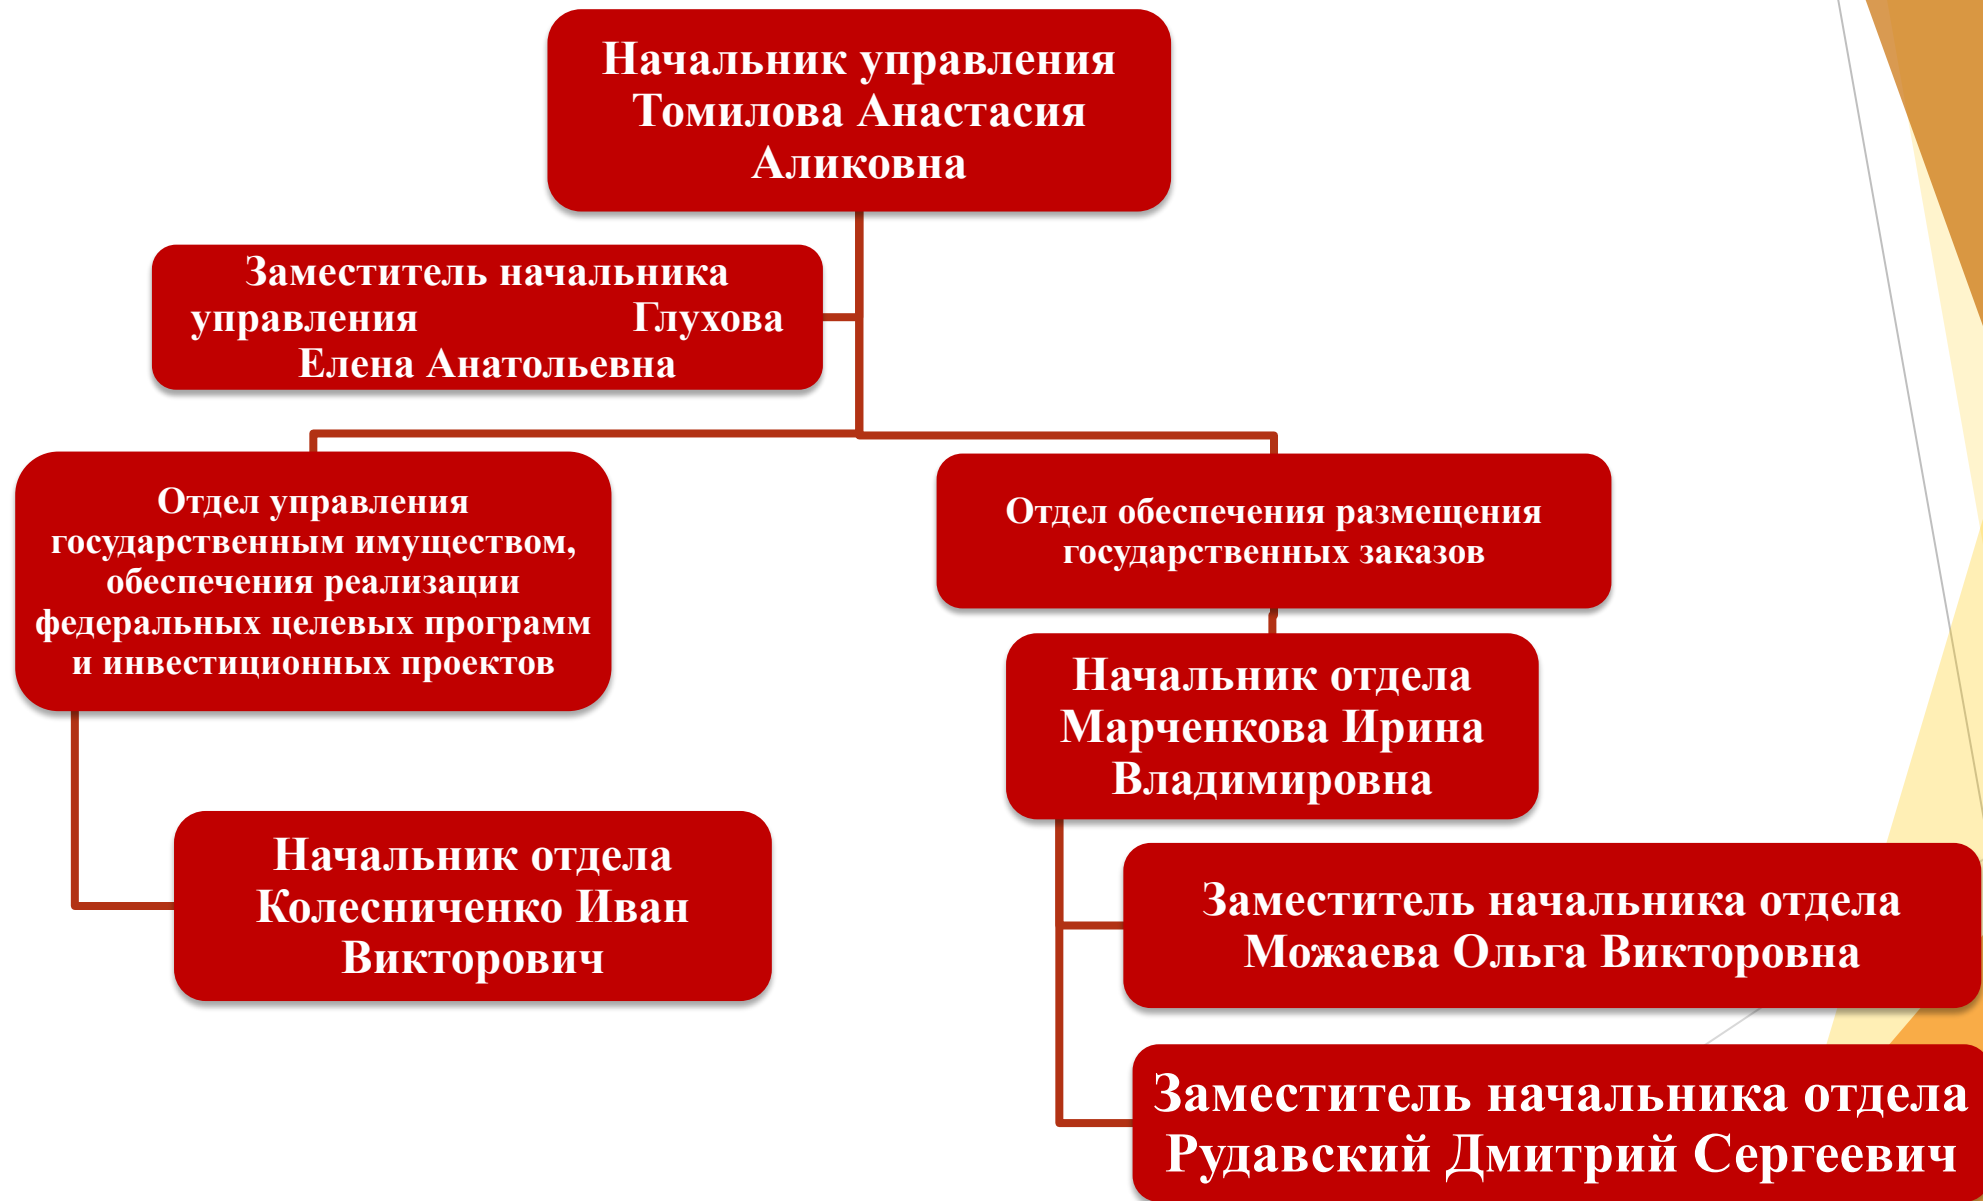 Начальник управления
Томилова Анастасия
Аликовна
Заместитель начальника
управления Глухова
Елена Анатольевна
Отдел управления
государственным имуществом,
обеспечения реализации
федеральных целевых программ
и инвестиционных проектов
Отдел обеспечения размещения
государственных заказов
Начальник отдела
Марченкова Ирина
Владимировна
Начальник отдела
Колесниченко Иван
Викторович
Заместитель начальника отдела
Можаева Ольга Викторовна
Заместитель начальника отдела
Рудавский Дмитрий Сергеевич